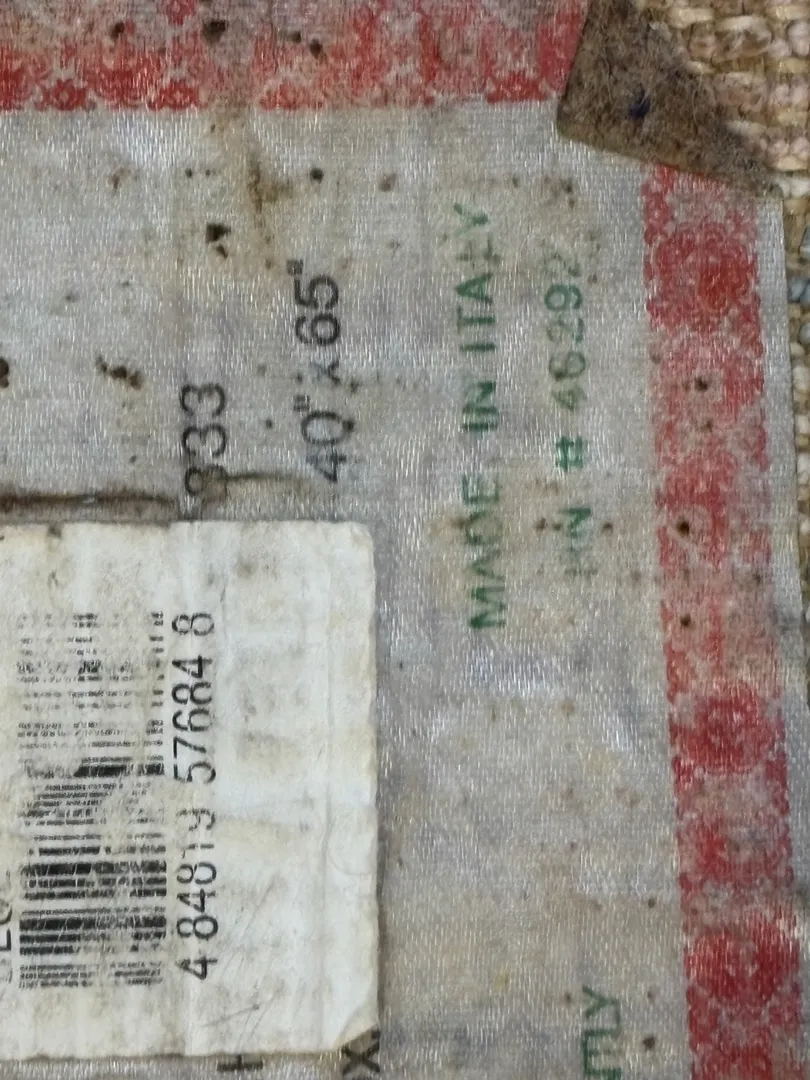 333
40" x 65"
MADE IN ITALY
RN # 46292
4 84819 57684 8